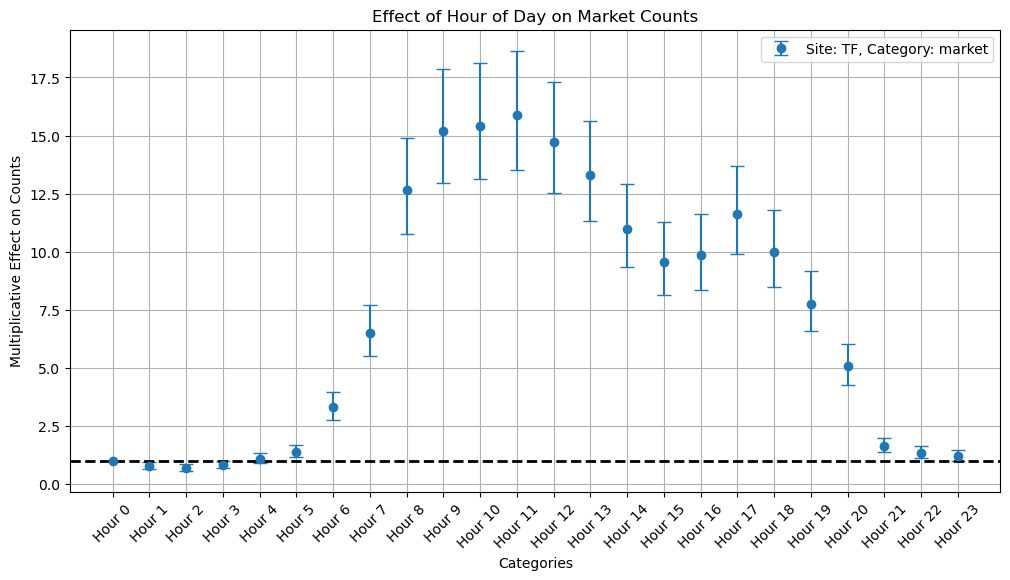 Effect of Hour of Day on Market Counts
Site: TF, Category: market
Multiplicative Effect on Counts
17.5
15.0
12.5
10.0
7.5
5.0
2.5
0.0
Hour 0
Hour 1
Hour 2
Hour 3
Hour 4
Hour 5
Hour 6
Hour 7
Hour 8
Hour 9
Hour 10
Hour 11
Hour 12
Hour 13
Hour 14
Hour 15
Hour 16
Hour 17
Hour 18
Hour 19
Hour 20
Hour 21
Hour 22
Hour 23
Categories